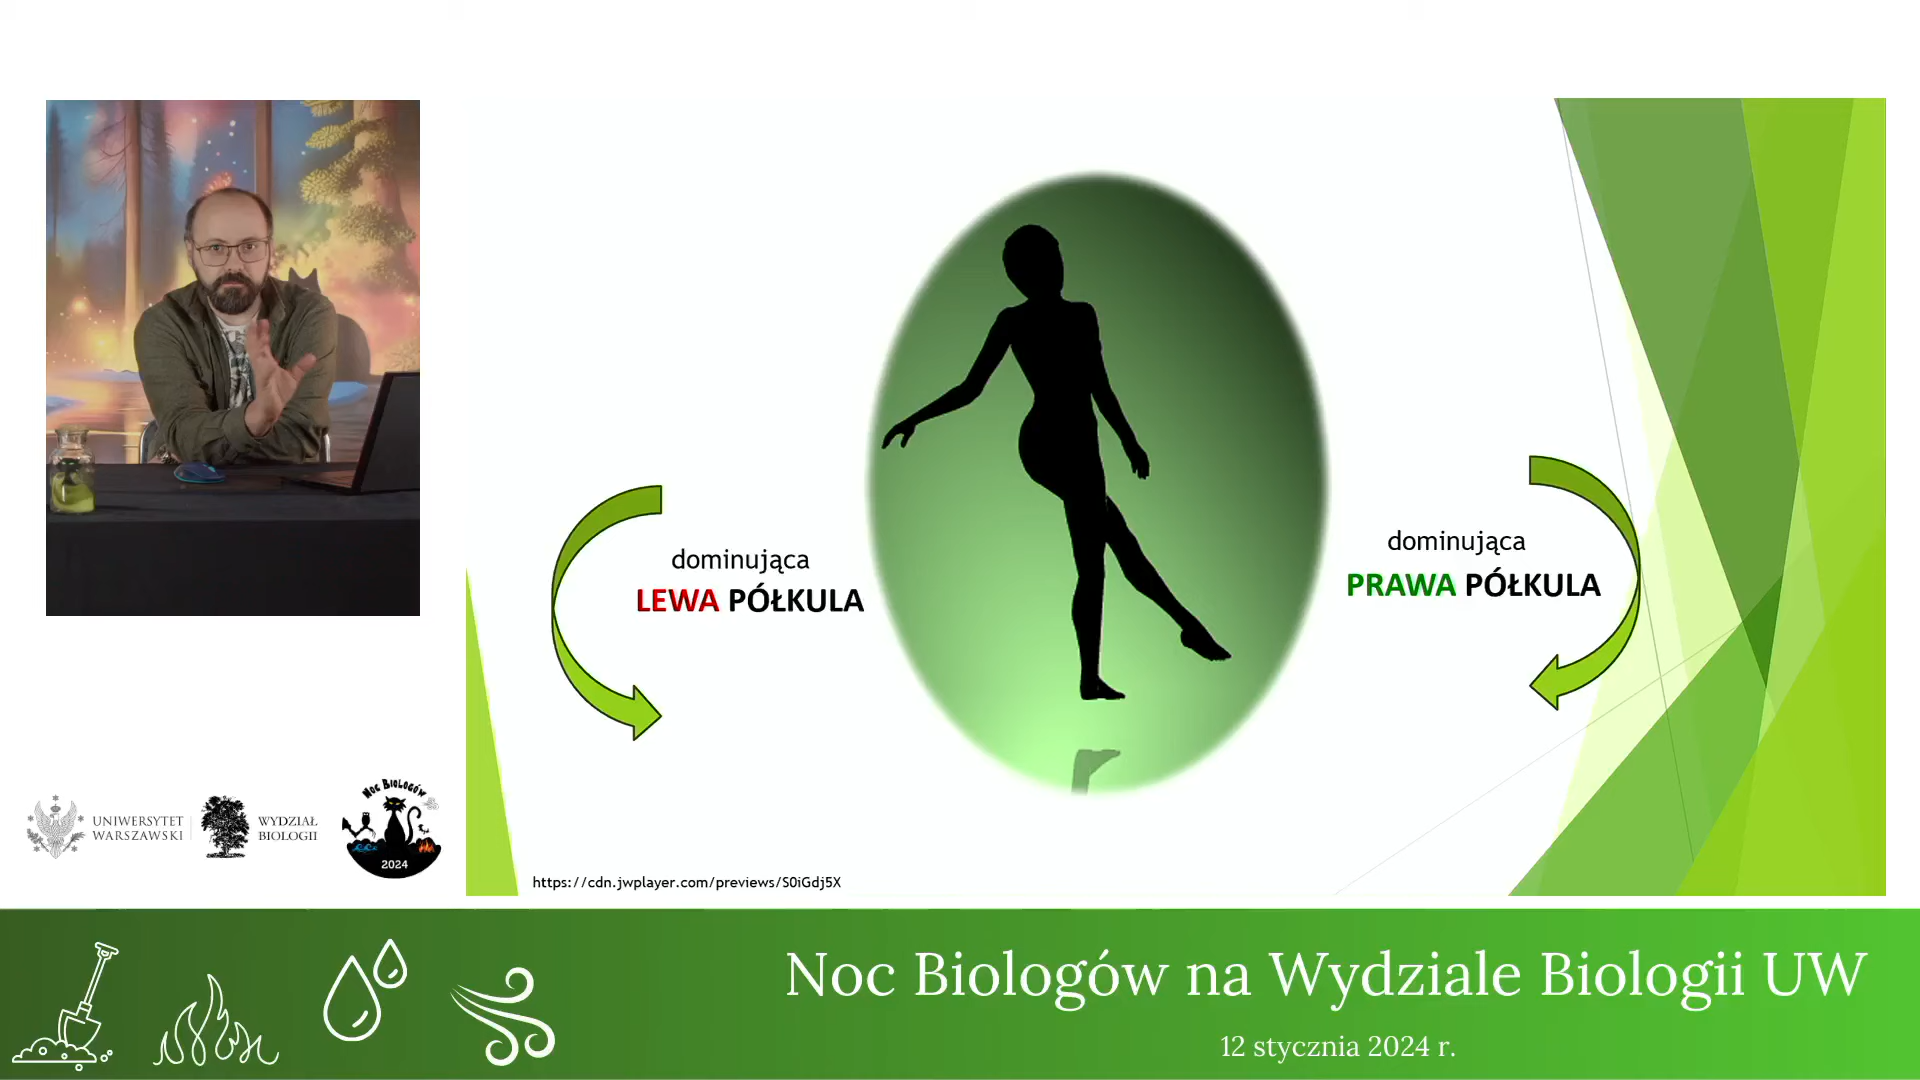 dominująca
LEWA PÓŁKULA
dominująca
PRAWA PÓŁKULA
https://cdn.jwplayer.com/previews/S0iGdj5X
UNIWERSYTET
WARSZAWSKI
WYDZIAŁ
BIOLOGII
Noc Biologów
2024
Noc Biologów na Wydziale Biologii UW
12 stycznia 2024 r.